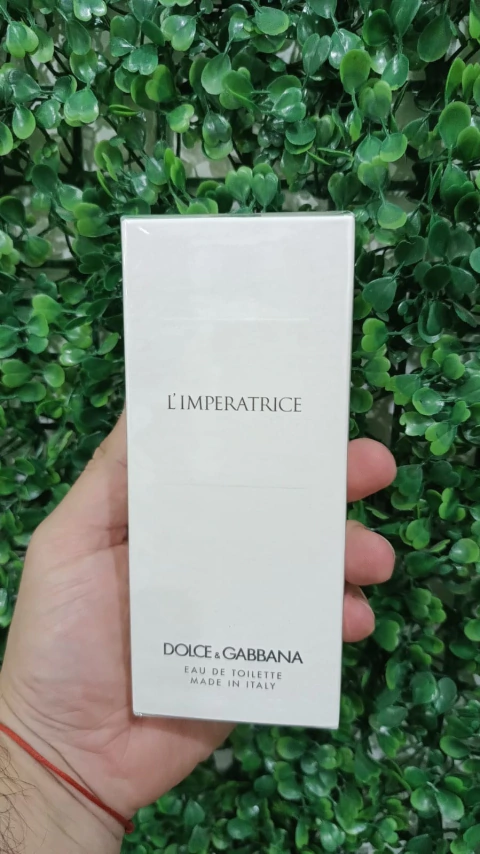 L'IMPERATRICE
DOLCE & GABBANA
EAU DE TOILETTE
MADE IN ITALY